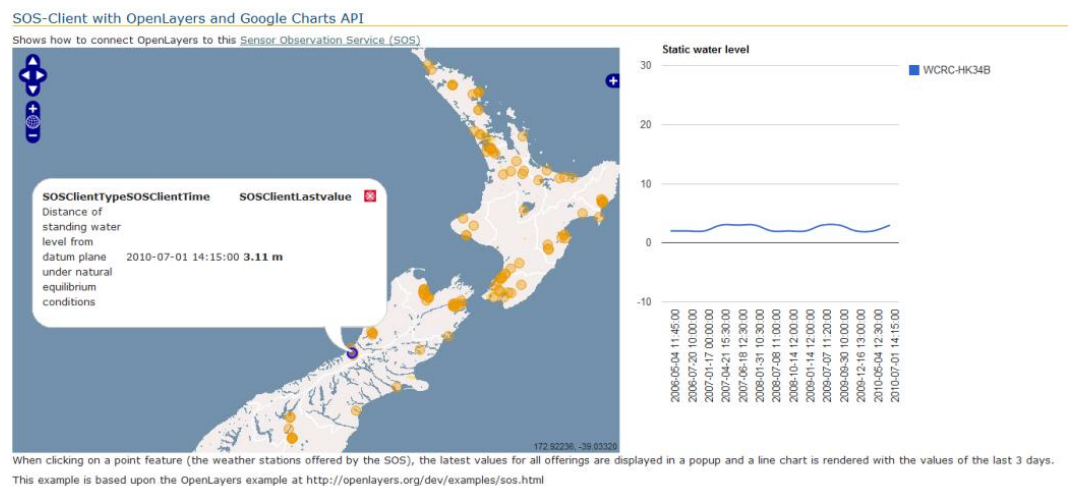 SOS-Client with OpenLayers and Google Charts API
Shows how to connect OpenLayers to this Sensor Observation Service (SOS)
SOSClientTypeSOSClientTime SOSClientLastvalue
Distance of
standing water
level from
datum plane 2010-07-01 14:15:00 3.11 m
under natural
equilibrium
conditions
172.92236, -39.03320
Static water level
WCRC-HK34B
30
20
10
0
-10
2006-05-04 11:45:00
2006-07-20 10:00:00
2007-01-17 00:00:00
2007-04-21 15:30:00
2007-06-18 12:30:00
2008-01-31 10:30:00
2008-07-08 11:00:00
2008-10-14 12:00:00
2009-01-14 12:00:00
2009-07-07 11:20:00
2009-09-30 10:00:00
2009-12-16 13:00:00
2010-05-04 12:30:00
2010-07-01 14:15:00
When clicking on a point feature (the weather stations offered by the SOS), the latest values for all offerings are displayed in a popup and a line chart is rendered with the values of the last 3 days.
This example is based upon the OpenLayers example at http://openlayers.org/dev/examples/sos.html